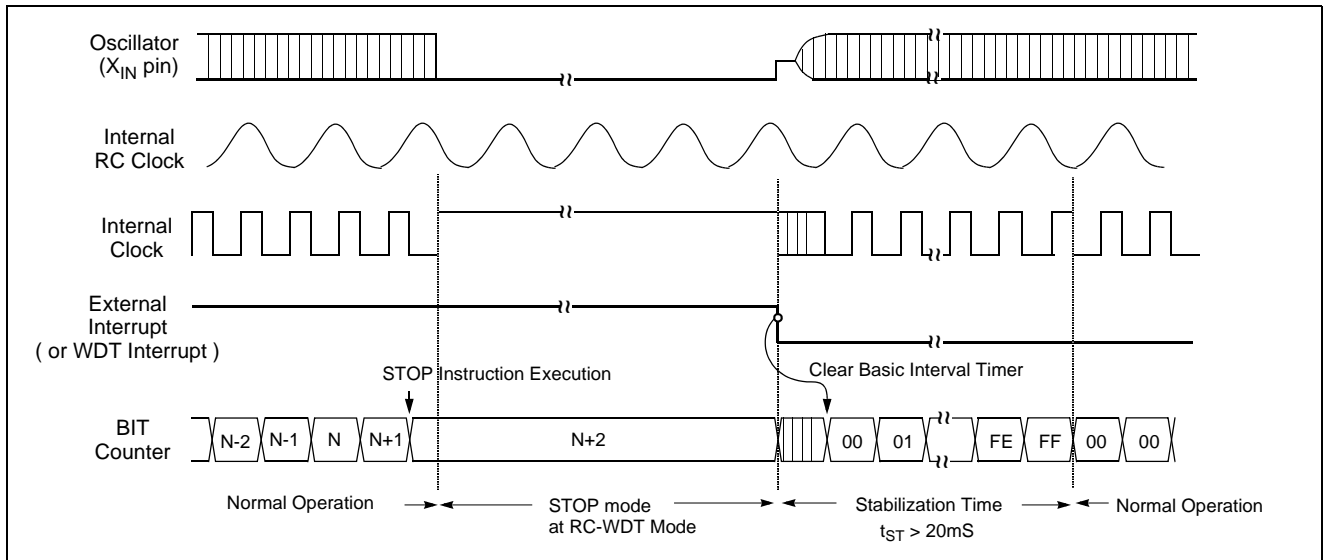 Oscillator
(XIN pin)
Internal
RC Clock
Internal
Clock
External
Interrupt
( or WDT Interrupt )
STOP Instruction Execution
Clear Basic Interval Timer
BIT
Counter
N-2 N-1 N N+1 N+2 00 01 FE FF 00 00
Normal Operation
STOP mode
at RC-WDT Mode
Stabilization Time
tST > 20mS
Normal Operation